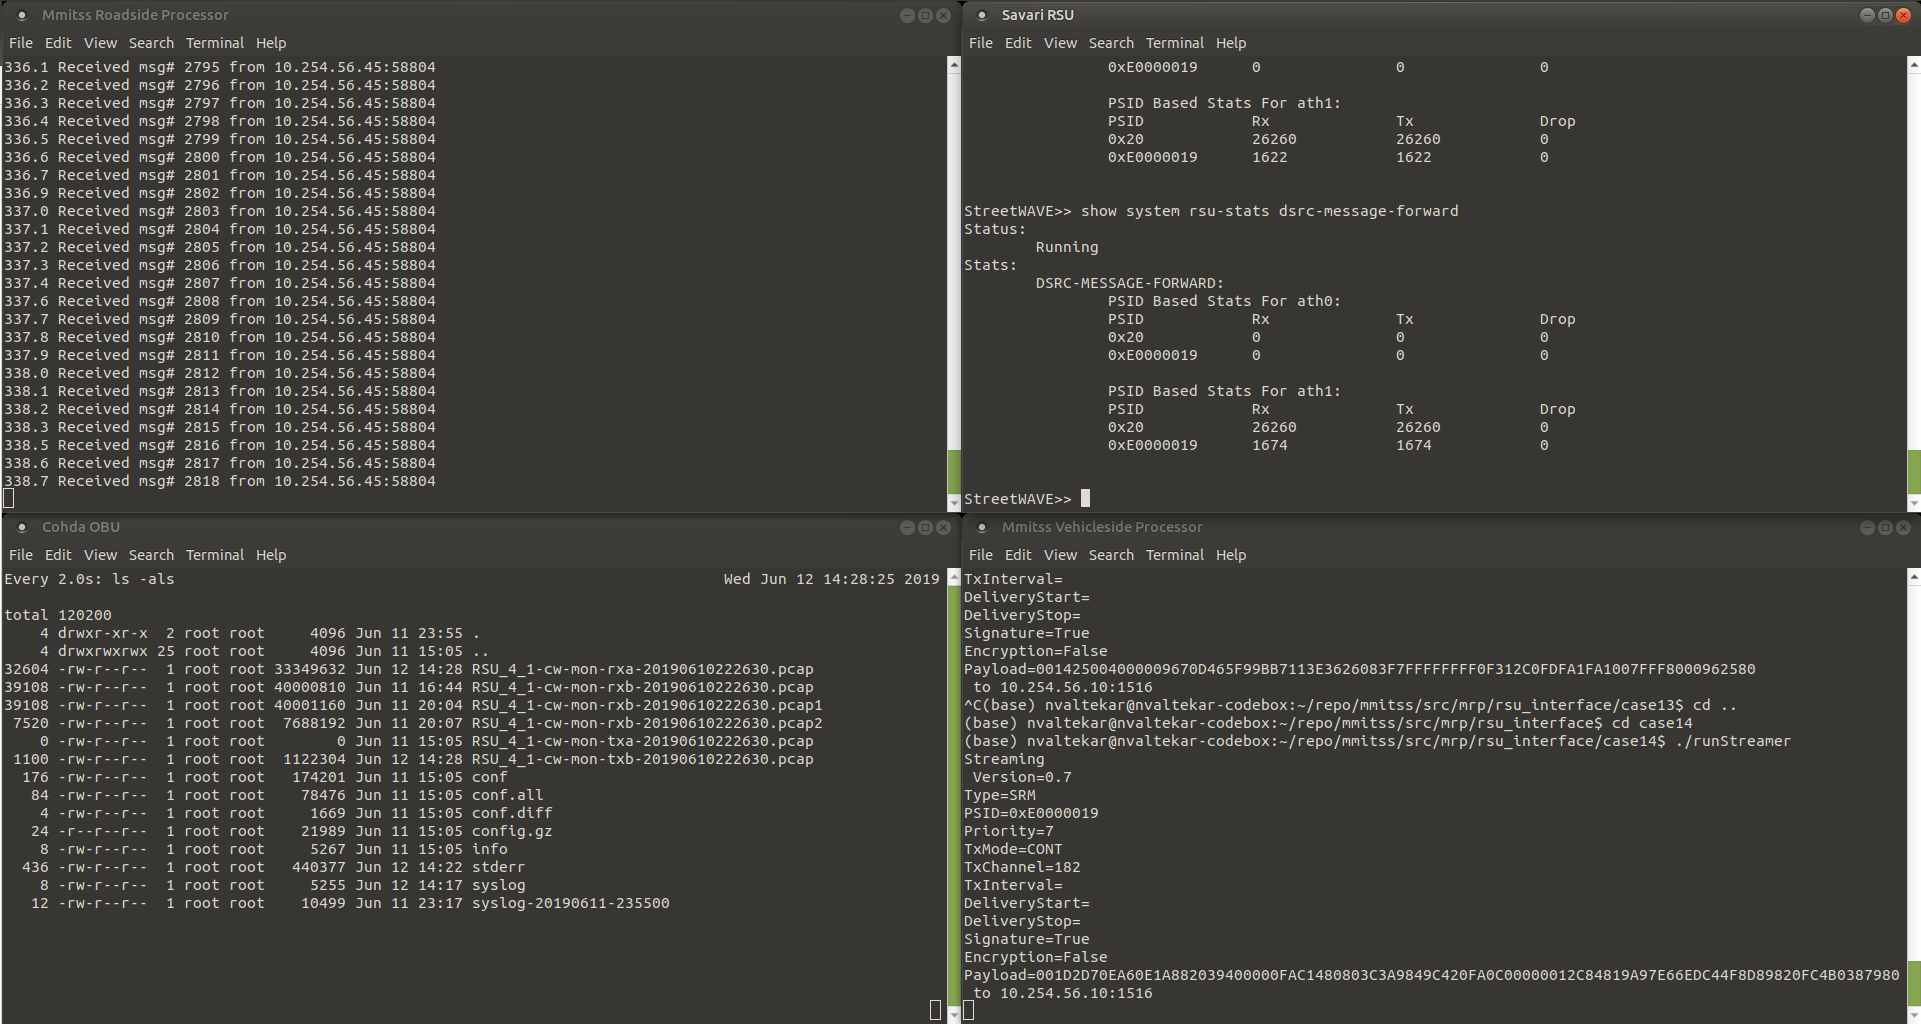 Mmitss Roadside Processor
File Edit View Search Terminal Help
336.1 Received msg# 2795 from 10.254.56.45:58804
336.2 Received msg# 2796 from 10.254.56.45:58804
336.3 Received msg# 2797 from 10.254.56.45:58804
336.4 Received msg# 2798 from 10.254.56.45:58804
336.5 Received msg# 2799 from 10.254.56.45:58804
336.6 Received msg# 2800 from 10.254.56.45:58804
336.7 Received msg# 2801 from 10.254.56.45:58804
336.9 Received msg# 2802 from 10.254.56.45:58804
337.0 Received msg# 2803 from 10.254.56.45:58804
337.1 Received msg# 2804 from 10.254.56.45:58804
337.2 Received msg# 2805 from 10.254.56.45:58804
337.3 Received msg# 2806 from 10.254.56.45:58804
337.4 Received msg# 2807 from 10.254.56.45:58804
337.6 Received msg# 2808 from 10.254.56.45:58804
337.7 Received msg# 2809 from 10.254.56.45:58804
337.8 Received msg# 2810 from 10.254.56.45:58804
337.9 Received msg# 2811 from 10.254.56.45:58804
338.0 Received msg# 2812 from 10.254.56.45:58804
338.1 Received msg# 2813 from 10.254.56.45:58804
338.2 Received msg# 2814 from 10.254.56.45:58804
338.3 Received msg# 2815 from 10.254.56.45:58804
338.5 Received msg# 2816 from 10.254.56.45:58804
338.6 Received msg# 2817 from 10.254.56.45:58804
338.7 Received msg# 2818 from 10.254.56.45:58804
Savari RSU
File Edit View Search Terminal Help
0xE0000019 0 0 0
PSID Based Stats For ath1:
PSID Rx Tx Drop
0x20 26260 26260 0
0xE0000019 1622 1622 0
StreetWAVE>> show system rsu-stats dsrc-message-forward
Status:
Running
Stats:
DSRC-MESSAGE-FORWARD:
PSID Based Stats For ath0:
PSID Rx Tx Drop
0x20 0 0 0
0xE0000019 0 0 0
PSID Based Stats For ath1:
PSID Rx Tx Drop
0x20 26260 26260 0
0xE0000019 1674 1674 0
StreetWAVE>>
Cohda OBU
File Edit View Search Terminal Help
Every 2.0s: ls -als Wed Jun 12 14:28:25 2019
total 120200
4 drwxr-xr-x 2 root root 4096 Jun 11 23:55 .
4 drwxrwxrwx 25 root root 4096 Jun 11 15:05 ..
32604 -rw-r--r-- 1 root root 33349632 Jun 12 14:28 RSU_4_1-cw-mon-rxa-20190610222630.pcap
39108 -rw-r--r-- 1 root root 40000810 Jun 11 16:44 RSU_4_1-cw-mon-rxb-20190610222630.pcap
39108 -rw-r--r-- 1 root root 40001160 Jun 11 20:04 RSU_4_1-cw-mon-rxb-20190610222630.pcap1
7520 -rw-r--r-- 1 root root 7688192 Jun 11 20:07 RSU_4_1-cw-mon-rxb-20190610222630.pcap2
0 -rw-r--r-- 1 root root 0 Jun 11 15:05 RSU_4_1-cw-mon-txa-20190610222630.pcap
1100 -rw-r--r-- 1 root root 1122304 Jun 12 14:28 RSU_4_1-cw-mon-txb-20190610222630.pcap
176 -rw-r--r-- 1 root root 174201 Jun 11 15:05 conf
84 -rw-r--r-- 1 root root 78476 Jun 11 15:05 conf.all
4 -rw-r--r-- 1 root root 1669 Jun 11 15:05 conf.diff
24 -r--r--r-- 1 root root 21989 Jun 11 15:05 config.gz
8 -rw-r--r-- 1 root root 5267 Jun 11 15:05 info
436 -rw-r--r-- 1 root root 440377 Jun 12 14:22 stderr
8 -rw-r--r-- 1 root root 5255 Jun 12 14:17 syslog
12 -rw-r--r-- 1 root root 10499 Jun 11 23:17 syslog-20190611-235500
Mmitss Vehicleside Processor
File Edit View Search Terminal Help
TxInterval=
DeliveryStart=
DeliveryStop=
Signature=True
Encryption=False
Payload=001425004000009670D465F99BB7113E3626083F7FFFFFFFF0F312C0FDFA1FA1007FFF8000962580
to 10.254.56.10:1516
^C(base) nvaltekar@nvaltekar-codebox:~/repo/mmitss/src/mrp/rsu_interface/case13$ cd ..
(base) nvaltekar@nvaltekar-codebox:~/repo/mmitss/src/mrp/rsu_interface$ cd case14
(base) nvaltekar@nvaltekar-codebox:~/repo/mmitss/src/mrp/rsu_interface/case14$ ./runStreamer
Streaming
Version=0.7
Type=SRM
PSID=0xE0000019
Priority=7
TxMode=CONT
TxChannel=182
TxInterval=
DeliveryStart=
DeliveryStop=
Signature=True
Encryption=False
Payload=001D2D70EA60E1A882039400000FAC1480803C3A9849C420FA0C00000012C84819A97E66EDC44F8D89820FC4B0387980
to 10.254.56.10:1516